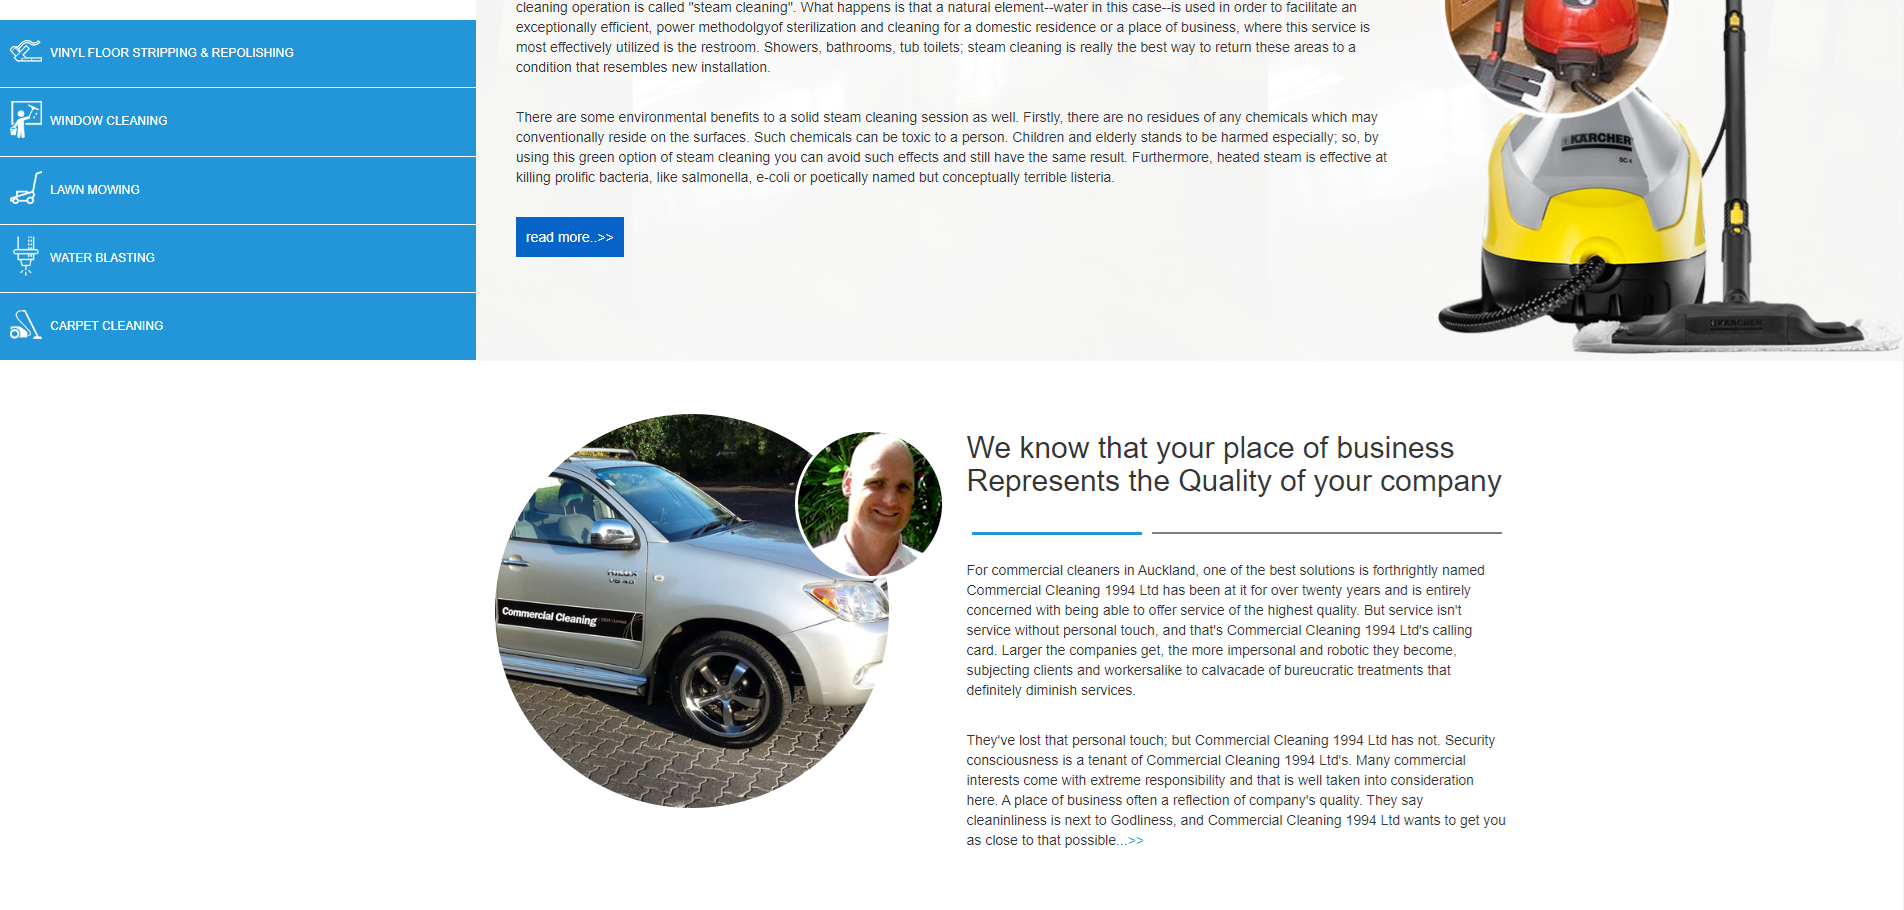 VINYL FLOOR STRIPPING & REPOLISHING
WINDOW CLEANING
LAWN MOWING
WATER BLASTING
CARPET CLEANING
cleaning operation is called "steam cleaning". What happens is that a natural element--water in this case--is used in order to facilitate an
exceptionally efficient, power methodolgyof sterilization and cleaning for a domestic residence or a place of business, where this service is
most effectively utilized is the restroom. Showers, bathrooms, tub toilets; steam cleaning is really the best way to return these areas to a
condition that resembles new installation.
There are some environmental benefits to a solid steam cleaning session as well. Firstly, there are no residues of any chemicals which may
conventionally reside on the surfaces. Such chemicals can be toxic to a person. Children and elderly stands to be harmed especially; so, by
using this green option of steam cleaning you can avoid such effects and still have the same result. Furthermore, heated steam is effective at
killing prolific bacteria, like salmonella, e-coli or poetically named but conceptually terrible listeria.
read more..>>
KÄRCHER
SC 4
KÄRCHER
Commercial Cleaning
We know that your place of business
Represents the Quality of your company
For commercial cleaners in Auckland, one of the best solutions is forthrightly named
Commercial Cleaning 1994 Ltd has been at it for over twenty years and is entirely
concerned with being able to offer service of the highest quality. But service isn't
service without personal touch, and that's Commercial Cleaning 1994 Ltd's calling
card. Larger the companies get, the more impersonal and robotic they become,
subjecting clients and workersalike to calvacade of bureucratic treatments that
definitely diminish services.
They've lost that personal touch; but Commercial Cleaning 1994 Ltd has not. Security
consciousness is a tenant of Commercial Cleaning 1994 Ltd's. Many commercial
interests come with extreme responsibility and that is well taken into consideration
here. A place of business often a reflection of company's quality. They say
cleaninliness is next to Godliness, and Commercial Cleaning 1994 Ltd wants to get you
as close to that possible...>>